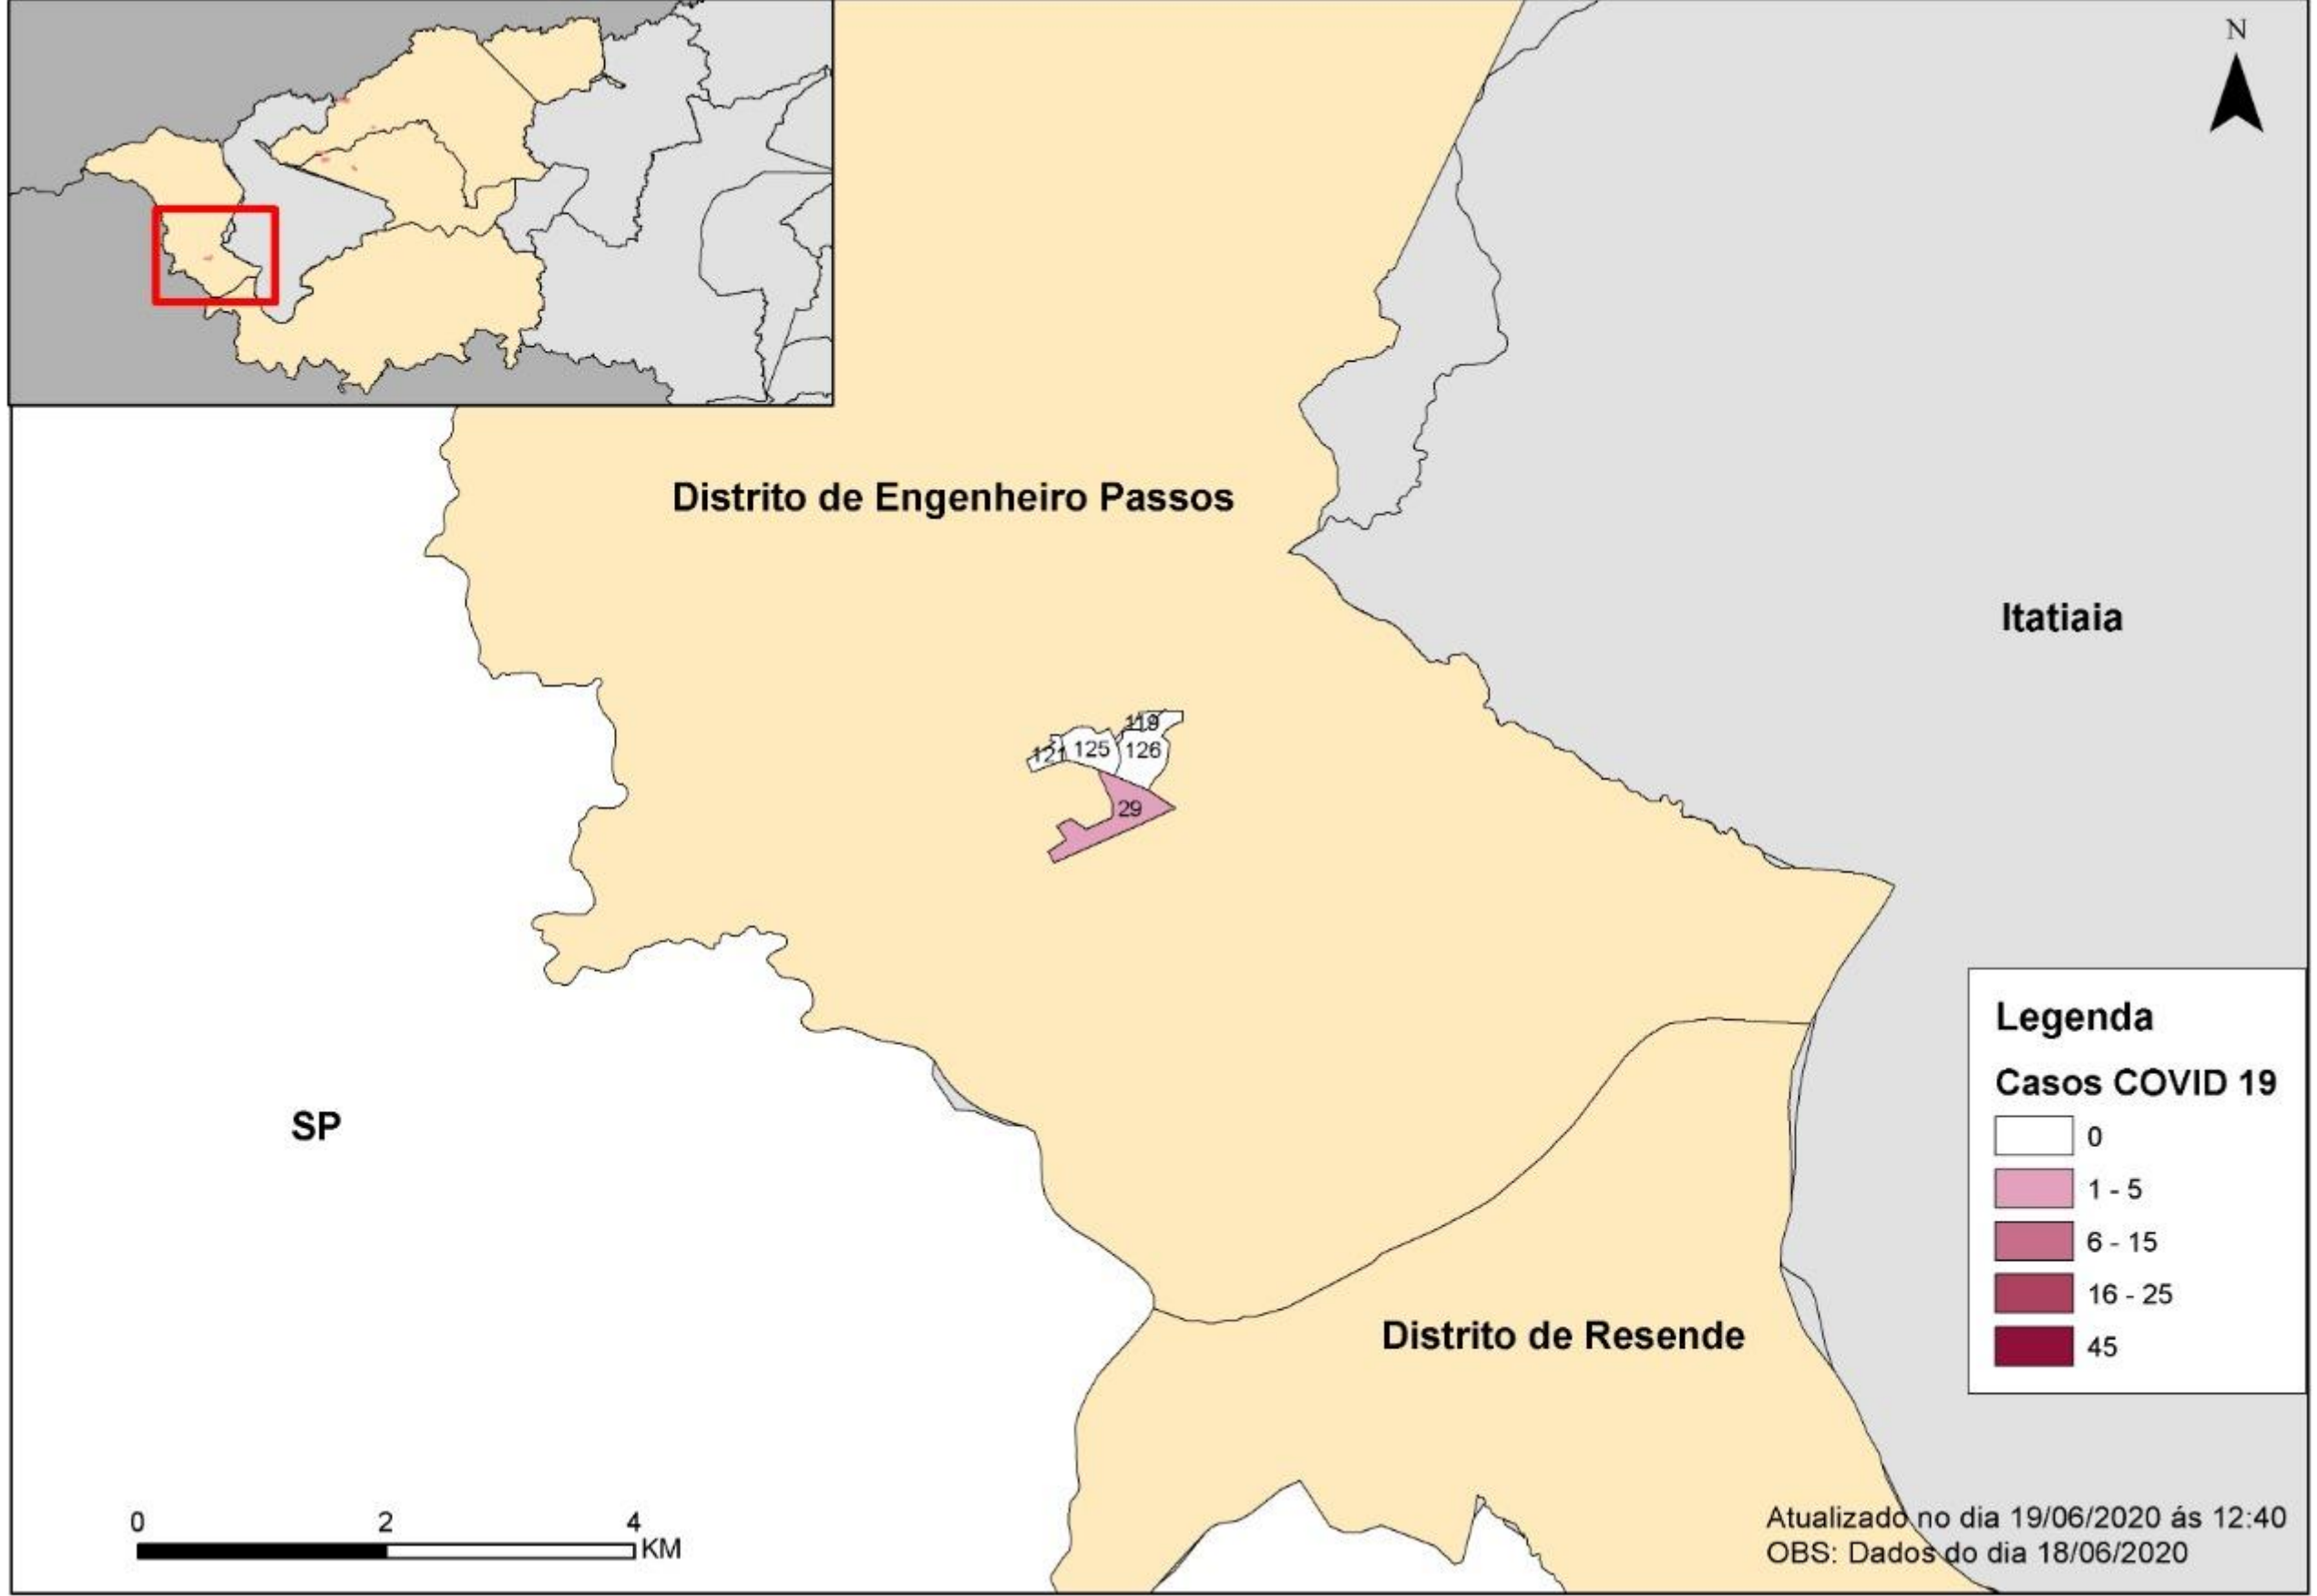 N
Distrito de Engenheiro Passos
Itatiaia
119
121
125
126
29
SP
Distrito de Resende
Legenda
Casos COVID 19
0
1 - 5
6 - 15
16 - 25
45
0 2 4
KM
Atualizado no dia 19/06/2020 ás 12:40
OBS: Dados do dia 18/06/2020